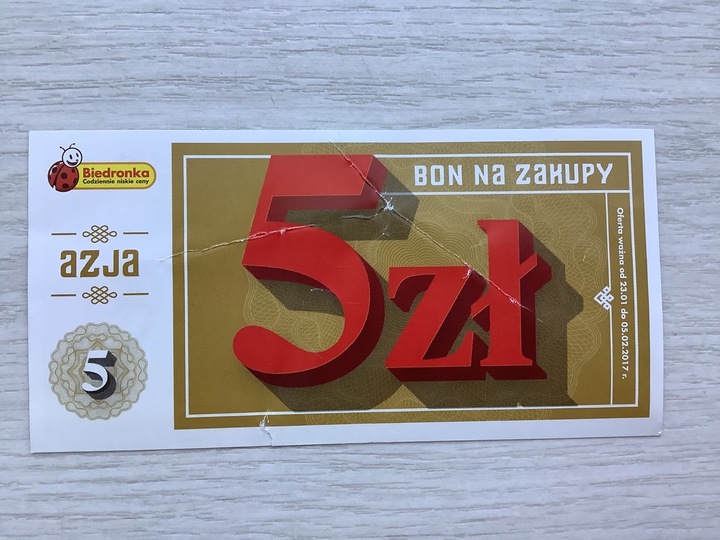 Biedronka
Codziennie niskie ceny
AZJA
5
5zł
BON NA ZAKUPY
Oferta ważna od 23.01 do 05.02.2017 r.